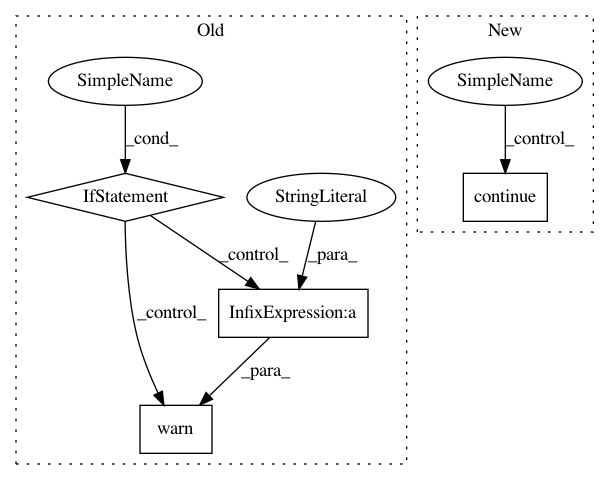 Old
New
SimpleName
SimpleName
_cond_
_control_
IfStatement
StringLiteral
continue
_control_
_para_
InfixExpression:a
_control_
_para_
warn